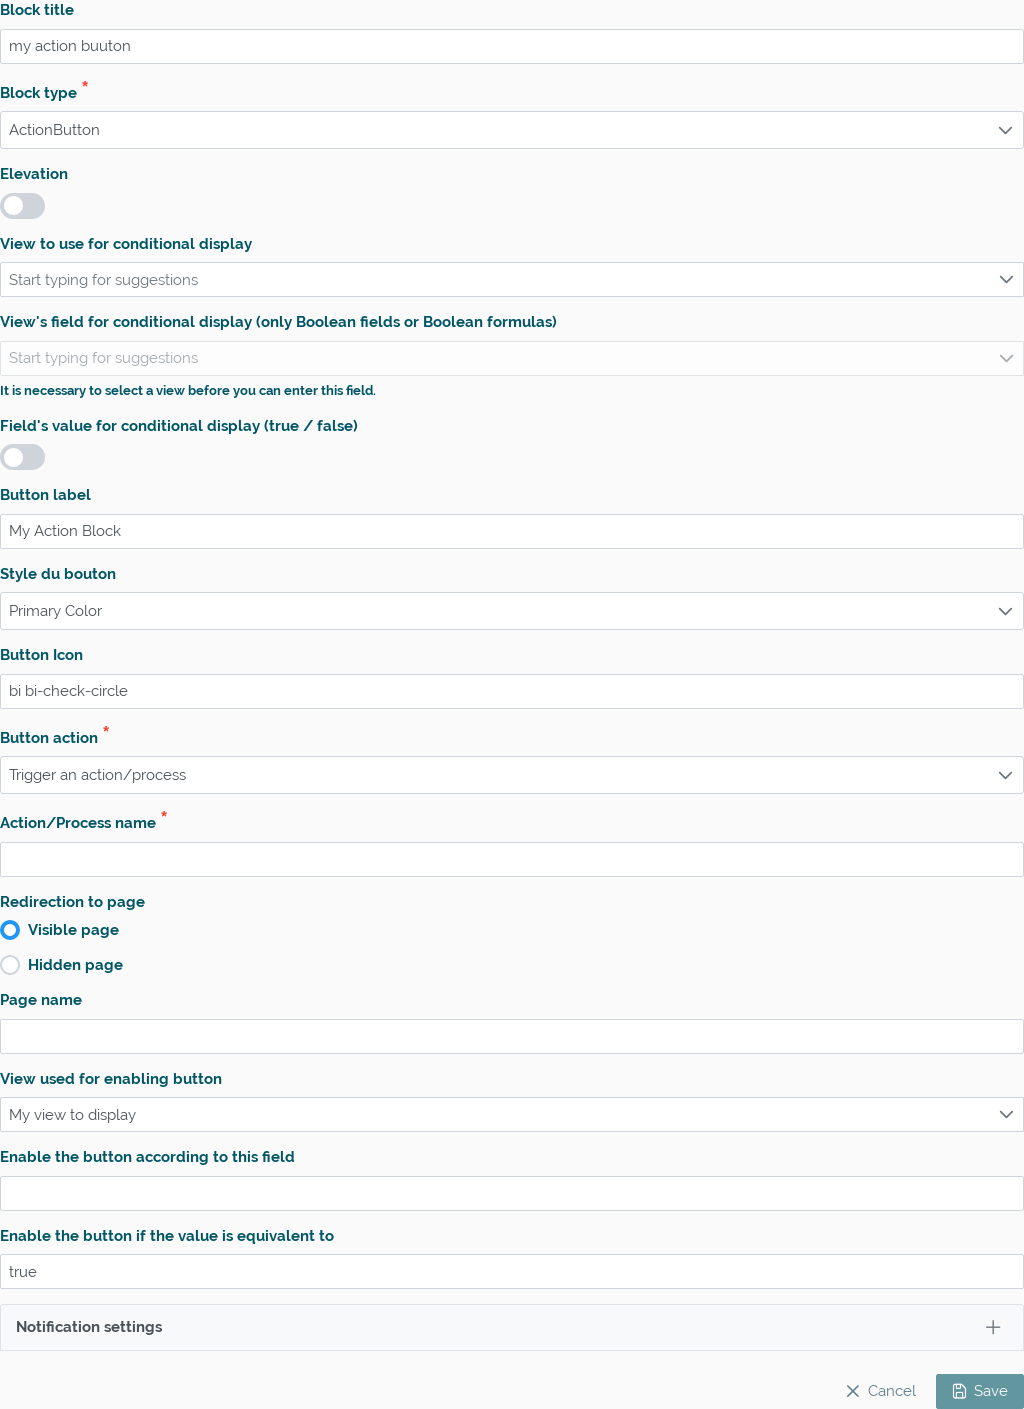 Block title
my action buuton
Block type *
ActionButton
Elevation
View to use for conditional display
Start typing for suggestions
View's field for conditional display (only Boolean fields or Boolean formulas)
Start typing for suggestions
It is necessary to select a view before you can enter this field.
Field's value for conditional display (true / false)
Button label
My Action Block
Style du bouton
Primary Color
Button Icon
bi bi-check-circle
Button action *
Trigger an action/process
Action/Process name *
Redirection to page
Visible page
Hidden page
Page name
View used for enabling button
My view to display
Enable the button according to this field
Enable the button if the value is equivalent to
true
Notification settings
Cancel Save